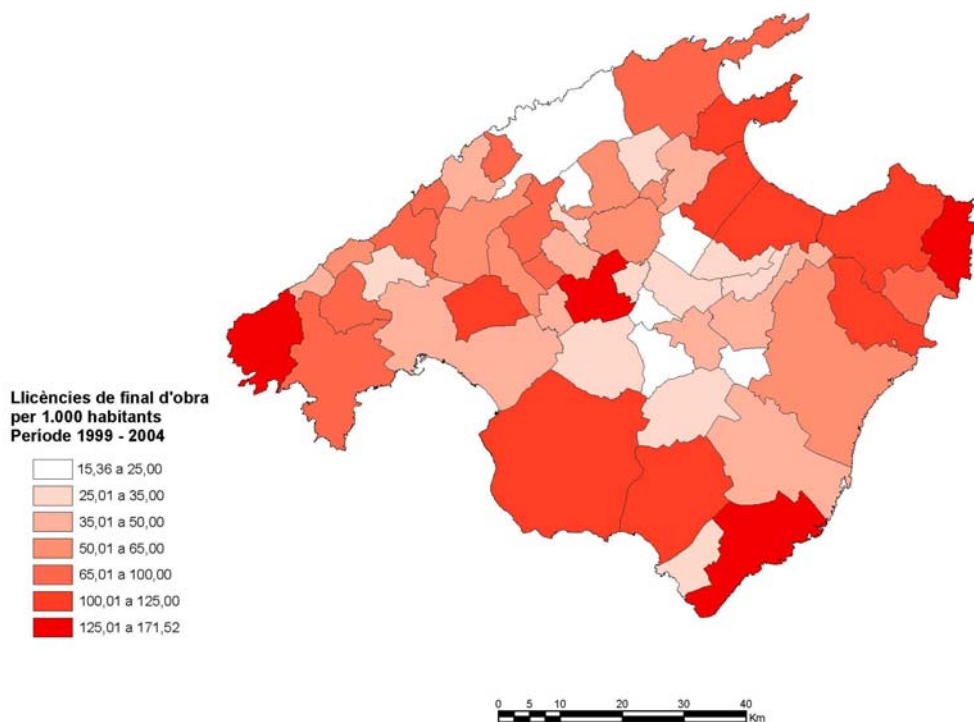 Llicències de final d'obra
per 1.000 habitants
Període 1999 - 2004
15,36 a 25,00
25,01 a 35,00
35,01 a 50,00
50,01 a 65,00
65,01 a 100,00
100,01 a 125,00
125,01 a 171,52
0 5 10 20 30 40
Km